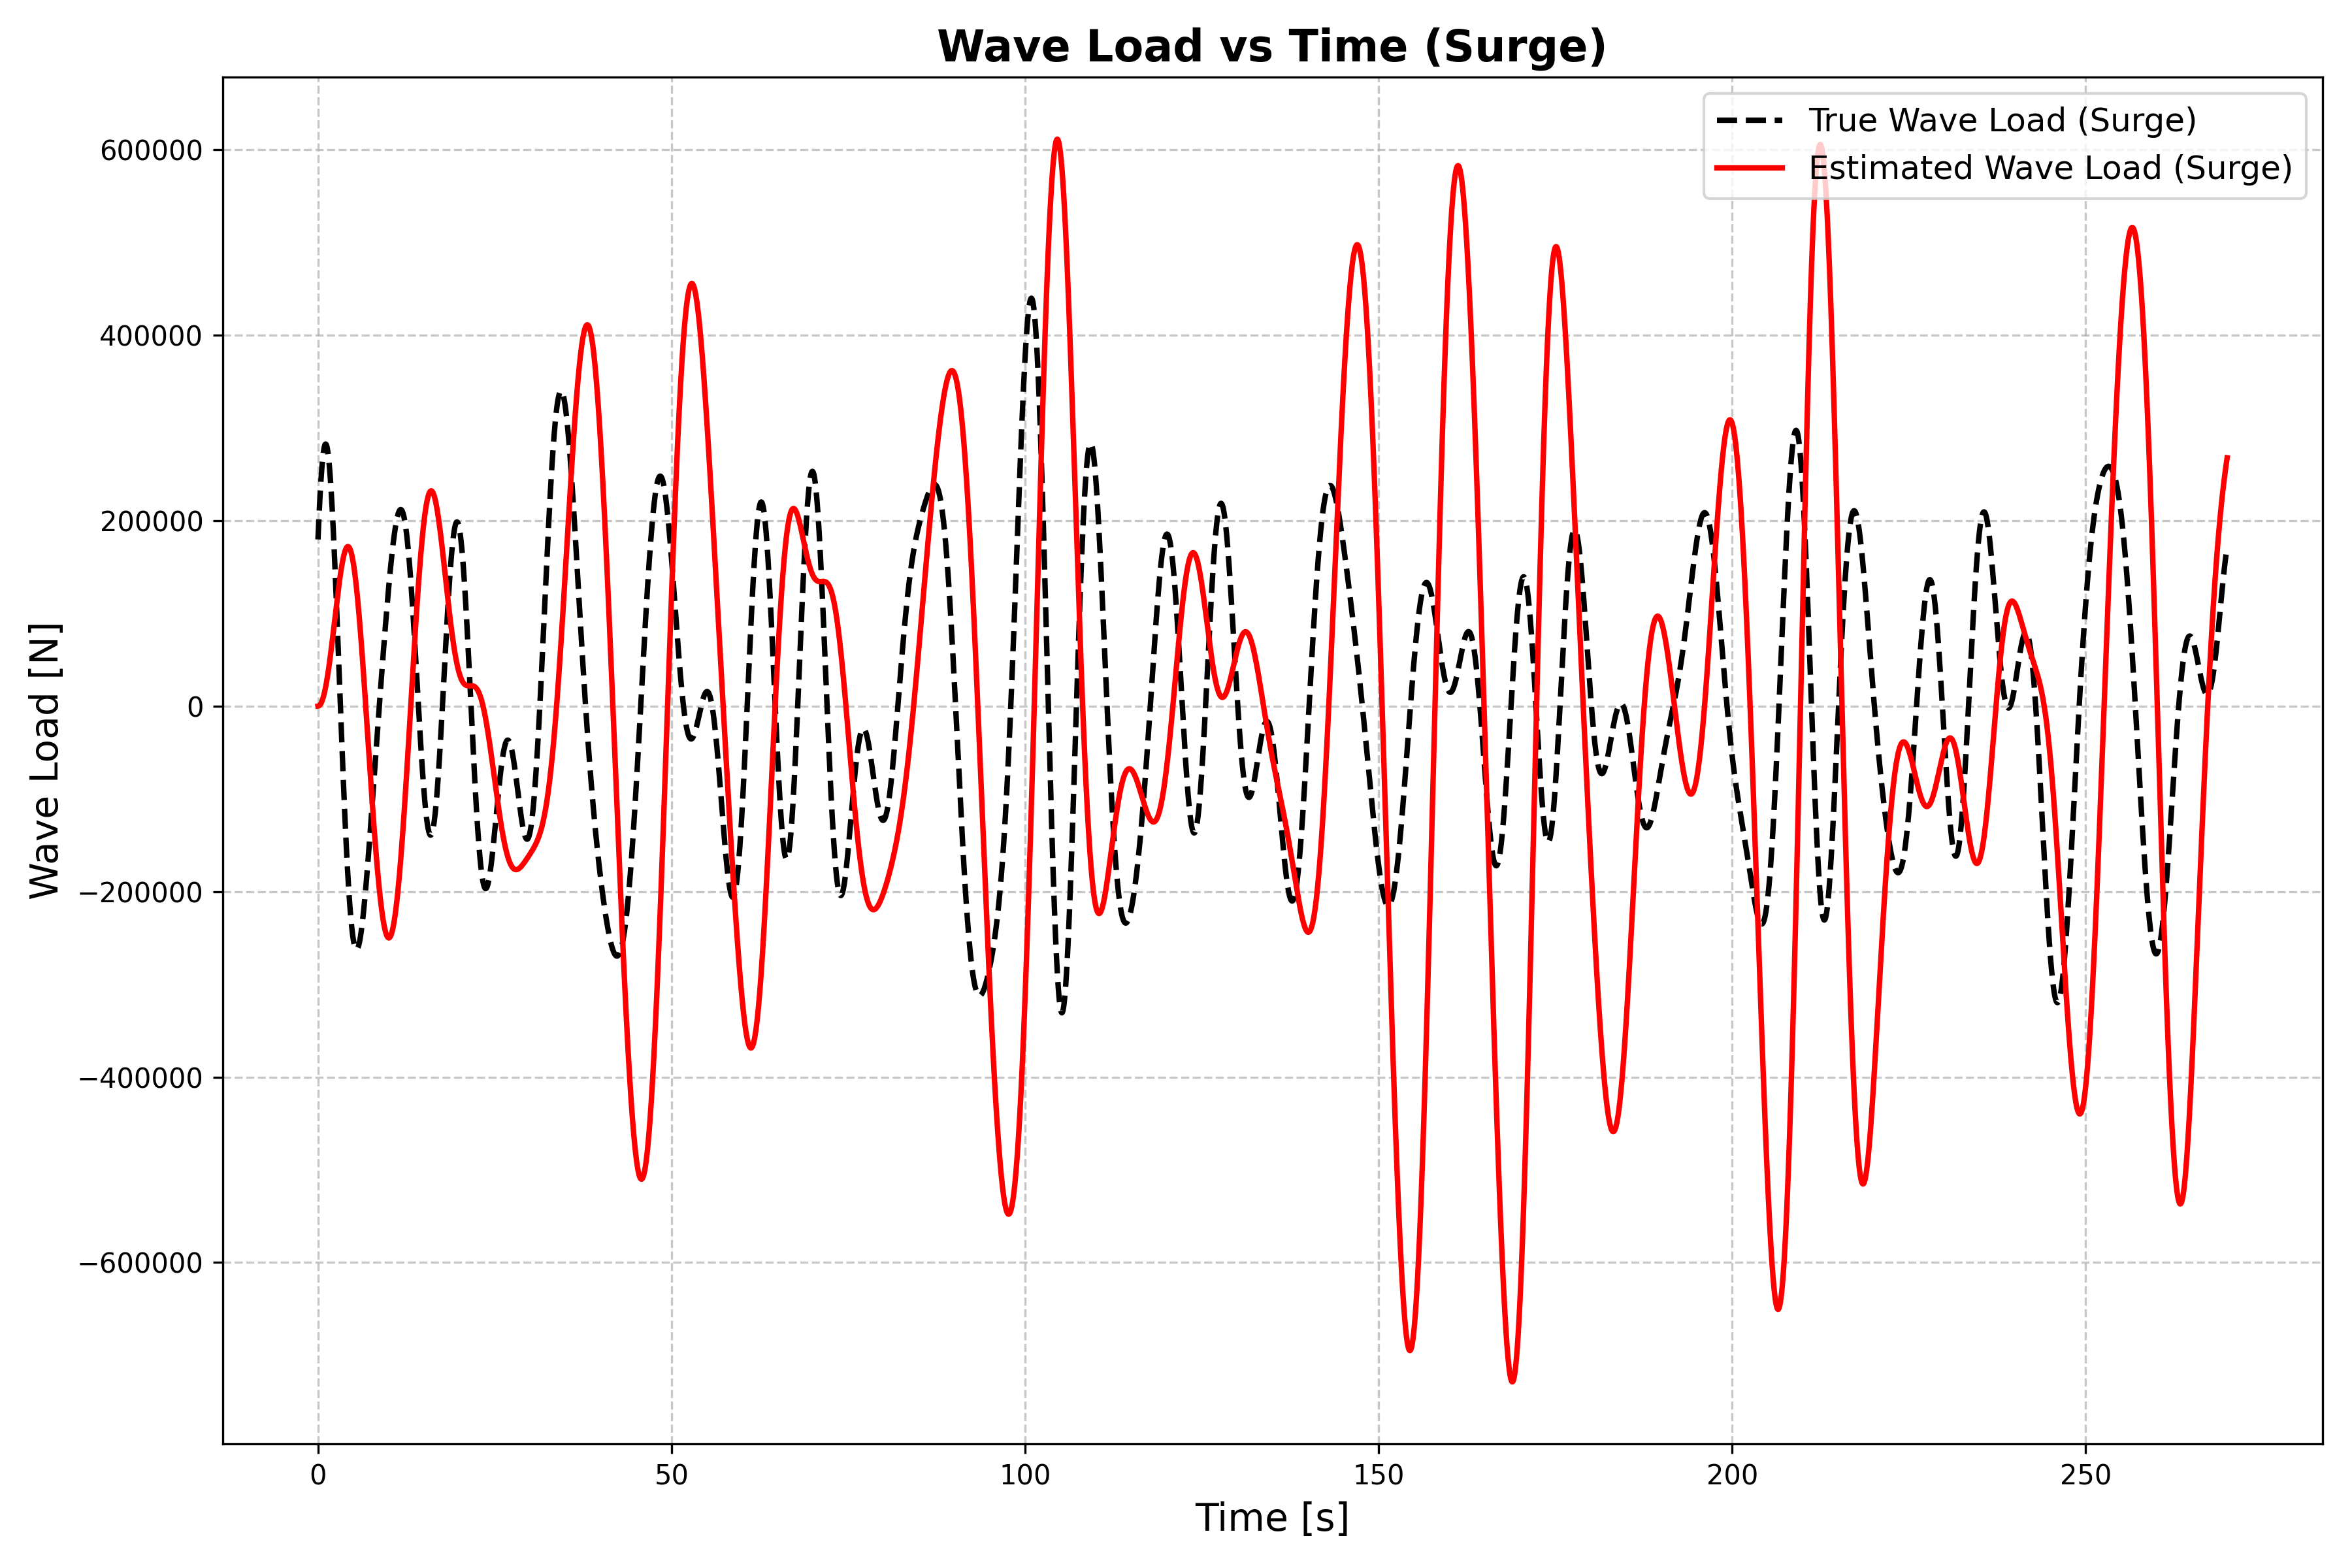 Wave Load vs Time (Surge)
True Wave Load (Surge)
Estimated Wave Load (Surge)
Wave Load [N]
600000
400000
200000
0
−200000
−400000
−600000
0 50 100 150 200 250
Time [s]